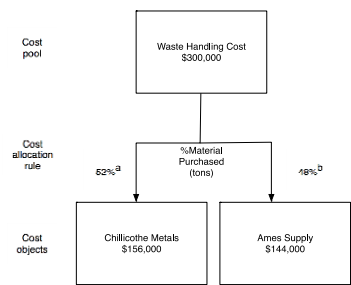 Cost
pool
Waste Handling Cost
$300,000
Cost
allocation
rule
%Material
Purchased
(tons)
52%a
48%b
Cost
objects
Chillicothe Metals
$156,000
Ames Supply
$144,000